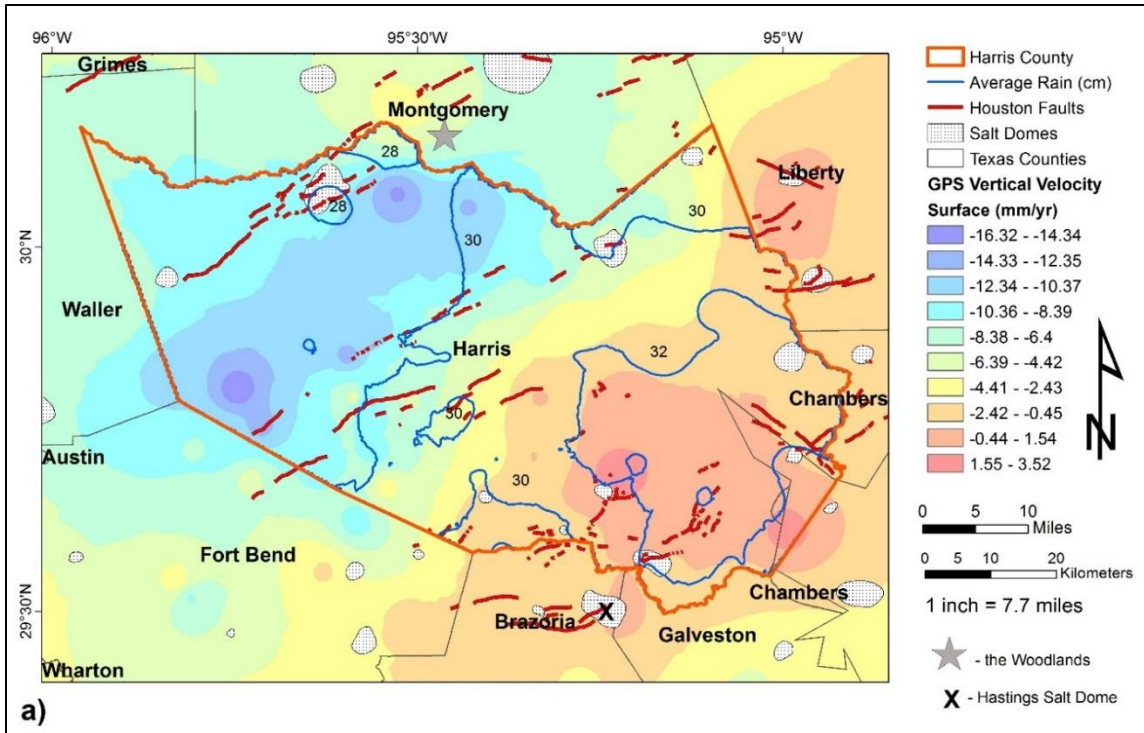 96°W
95°30'W
95°W
Grimes
Montgomery
28
Liberty
28
30
30
30°N
Waller
Harris
32
Chambers
30
Austin
30
Fort Bend
Chambers
29°30'N
Brazoria
X
Galveston
Wharton
a)
Harris County
Average Rain (cm)
Houston Faults
Salt Domes
Texas Counties
GPS Vertical Velocity
Surface (mm/yr)
-16.32 - -14.34
-14.33 - -12.35
-12.34 - -10.37
-10.36 - -8.39
-8.38 - -6.4
-6.39 - -4.42
-4.41 - -2.43
-2.42 - -0.45
-0.44 - 1.54
1.55 - 3.52
N
0 5 10
Miles
0 5 10 20
Kilometers
1 inch = 7.7 miles
- the Woodlands
X - Hastings Salt Dome